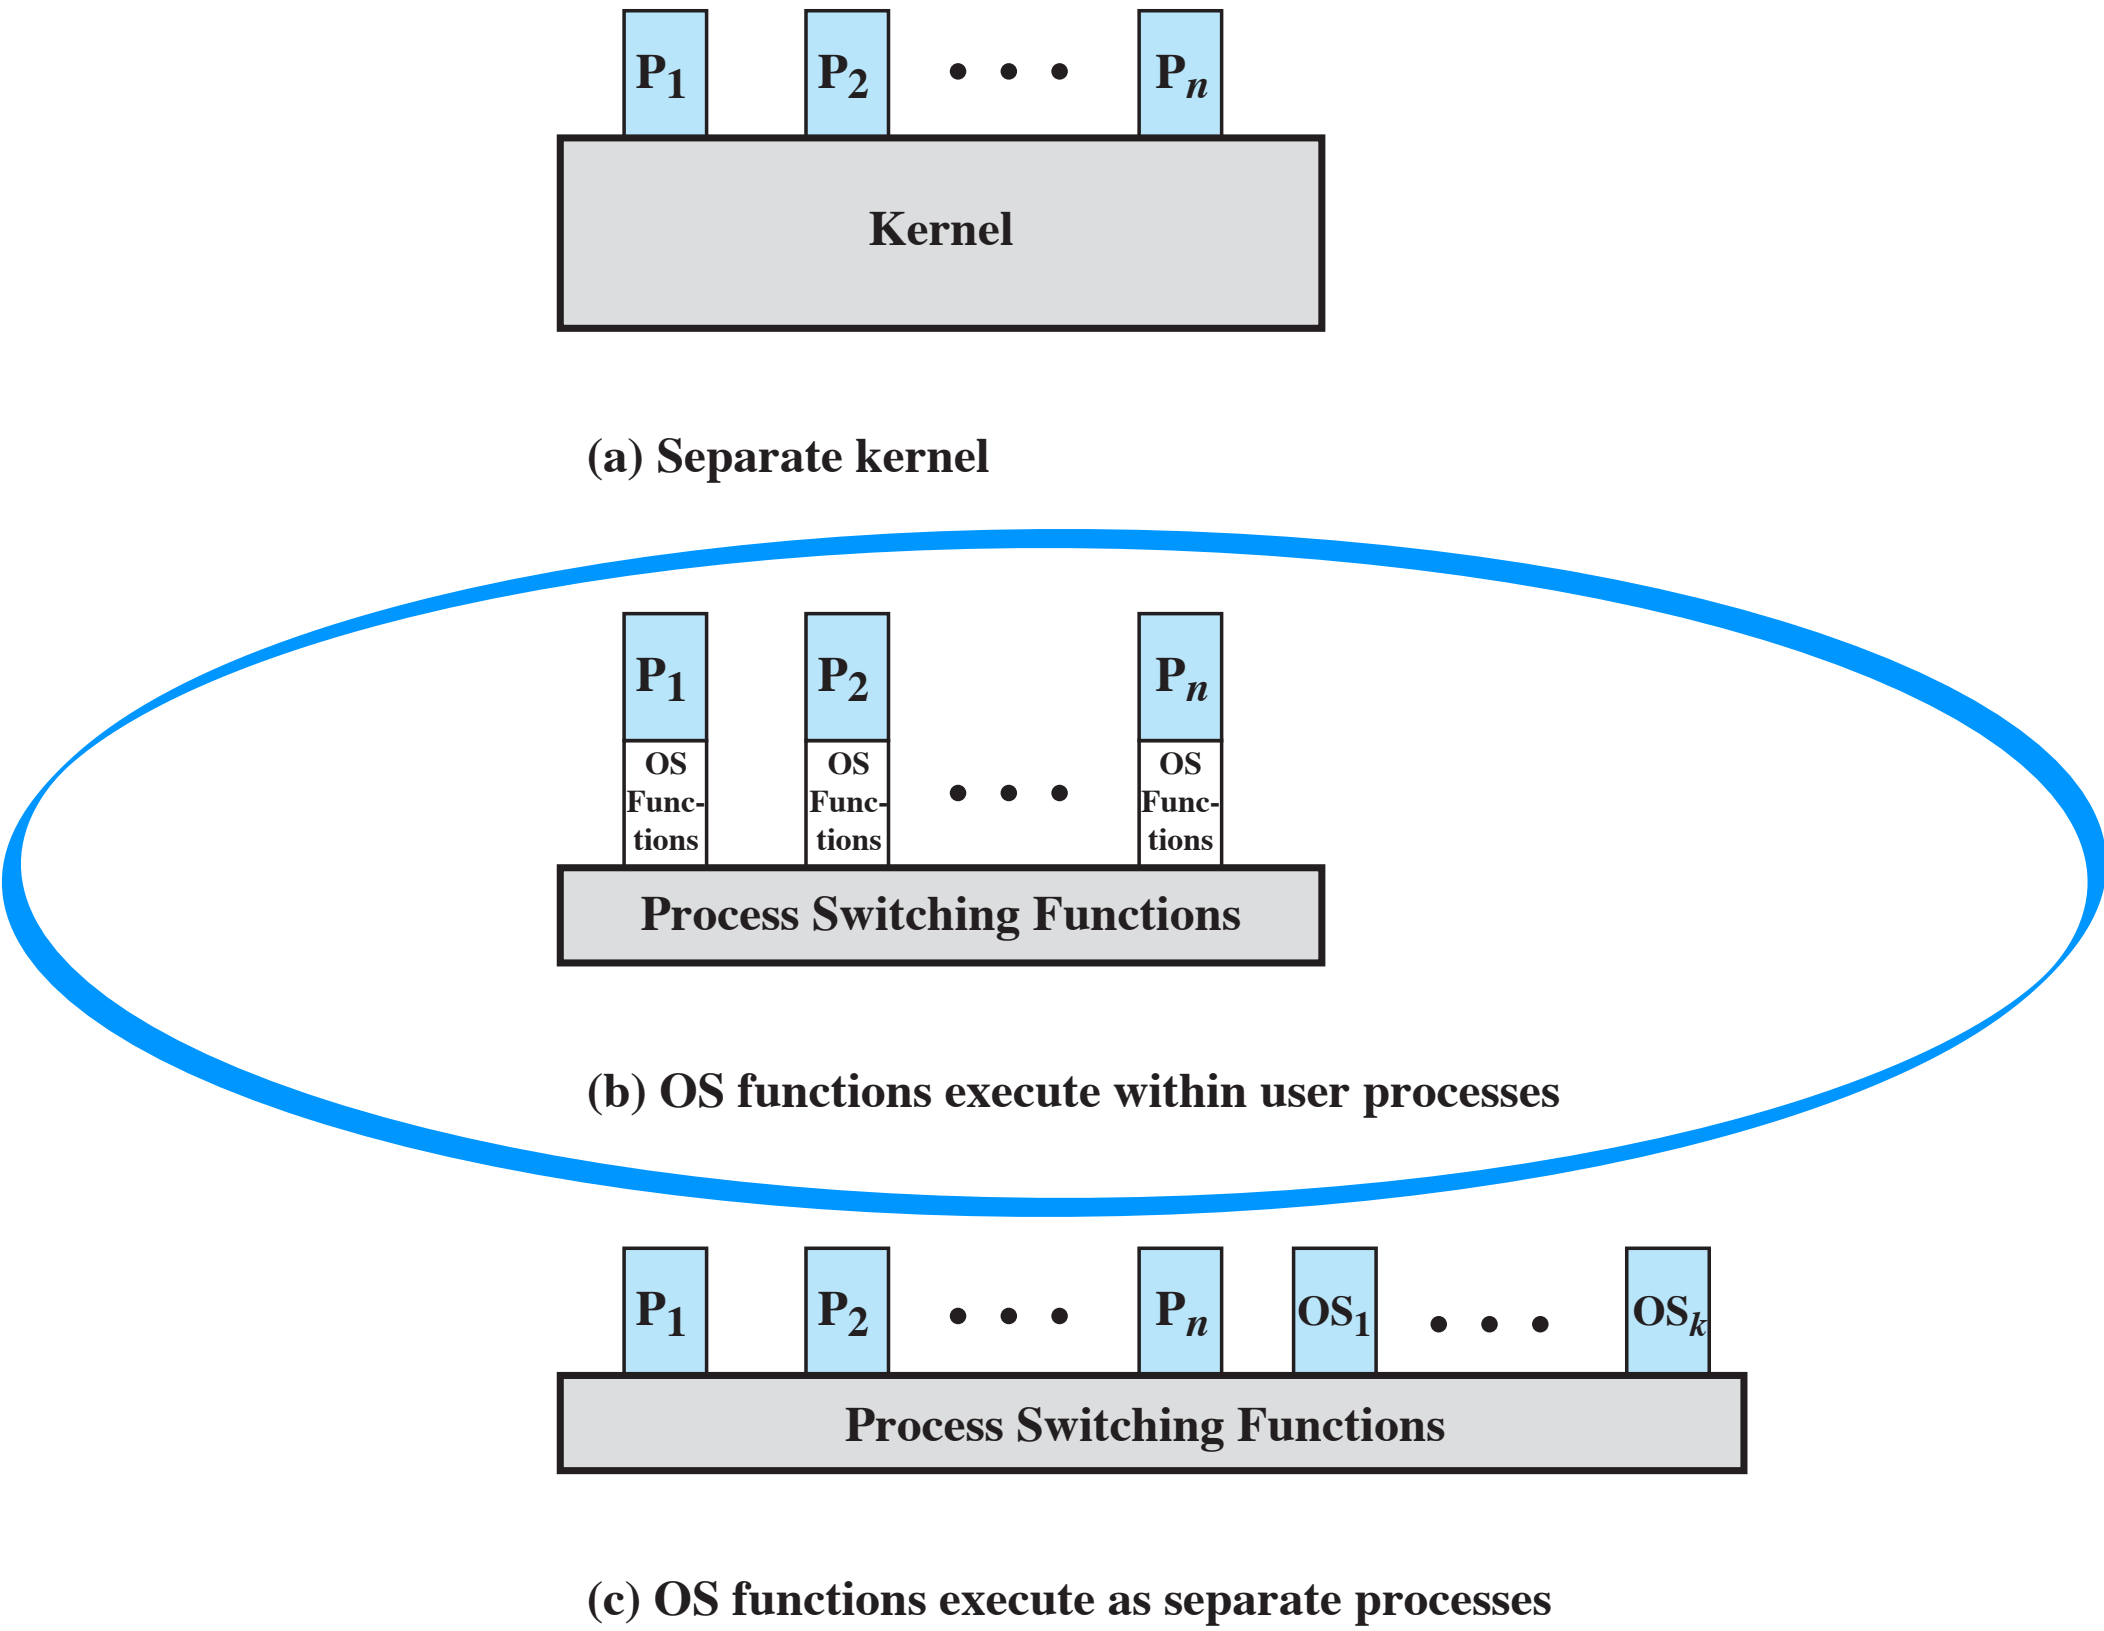 P1 P2 • • • Pn
Kernel
(a) Separate kernel
P1 P2 Pn
OS Func- tions OS Func- tions • • • OS Func- tions
Process Switching Functions
(b) OS functions execute within user processes
P1 P2 • • • Pn OS1 • • • OSk
Process Switching Functions
(c) OS functions execute as separate processes